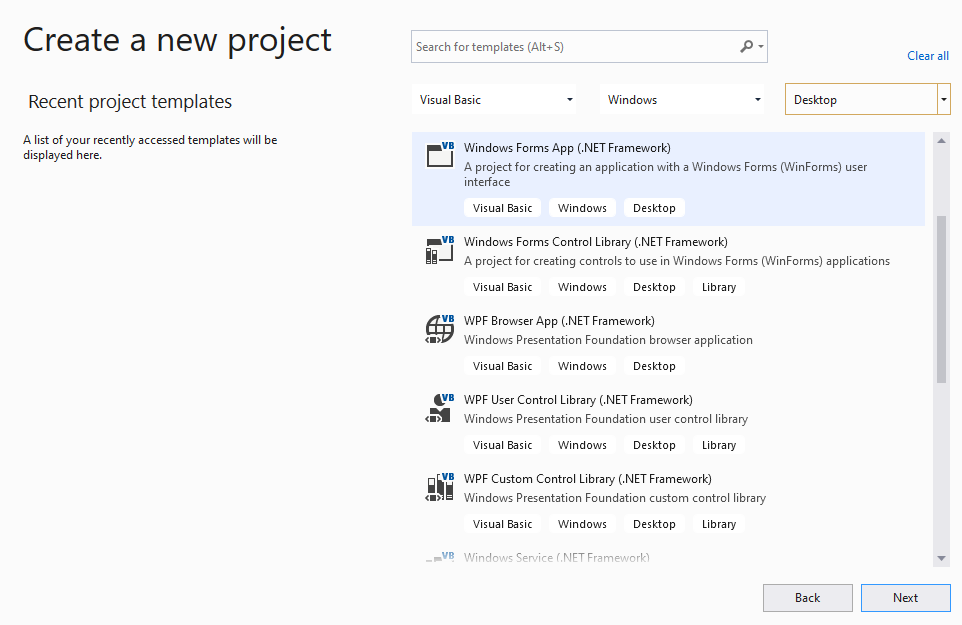 Create a new project
Search for templates (Alt+S)
Clear all
Recent project templates
A list of your recently accessed templates will be
displayed here.
Visual Basic
Windows
Desktop
VB
Windows Forms App (.NET Framework)
A project for creating an application with a Windows Forms (WinForms) user
interface
Visual Basic Windows Desktop
VB
Windows Forms Control Library (.NET Framework)
A project for creating controls to use in Windows Forms (WinForms) applications
Visual Basic Windows Desktop Library
VB
WPF Browser App (.NET Framework)
Windows Presentation Foundation browser application
Visual Basic Windows Desktop
VB
WPF User Control Library (.NET Framework)
Windows Presentation Foundation user control library
Visual Basic Windows Desktop Library
VB
WPF Custom Control Library (.NET Framework)
Windows Presentation Foundation custom control library
Visual Basic Windows Desktop Library
VB
Windows Service (.NET Framework)
Back
Next